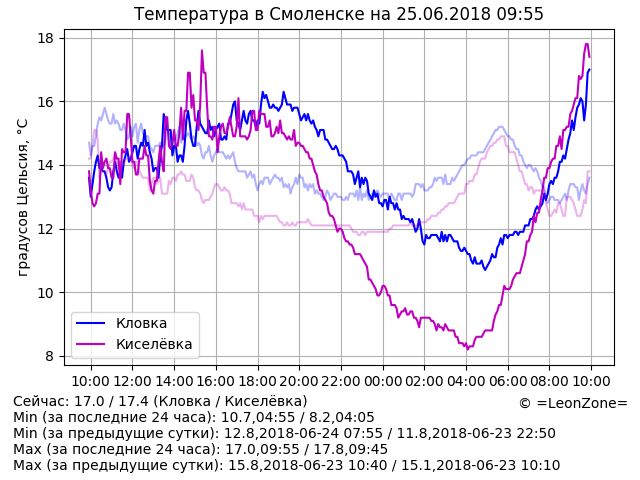 Температура в Смоленске на 25.06.2018 09:55
градусов Цельсия, °C
18
16
14
12
10
8
Кловка
Киселёвка
10:00 12:00 14:00 16:00 18:00 20:00 22:00 00:00 02:00 04:00 06:00 08:00 10:00
Сейчас: 17.0 / 17.4 (Кловка / Киселёвка)
© =LeonZone=
Min (за последние 24 часа): 10.7,04:55 / 8.2,04:05
Min (за предыдущие сутки): 12.8,2018-06-24 07:55 / 11.8,2018-06-23 22:50
Max (за последние 24 часа): 17.0,09:55 / 17.8,09:45
Max (за предыдущие сутки): 15.8,2018-06-23 10:40 / 15.1,2018-06-23 10:10